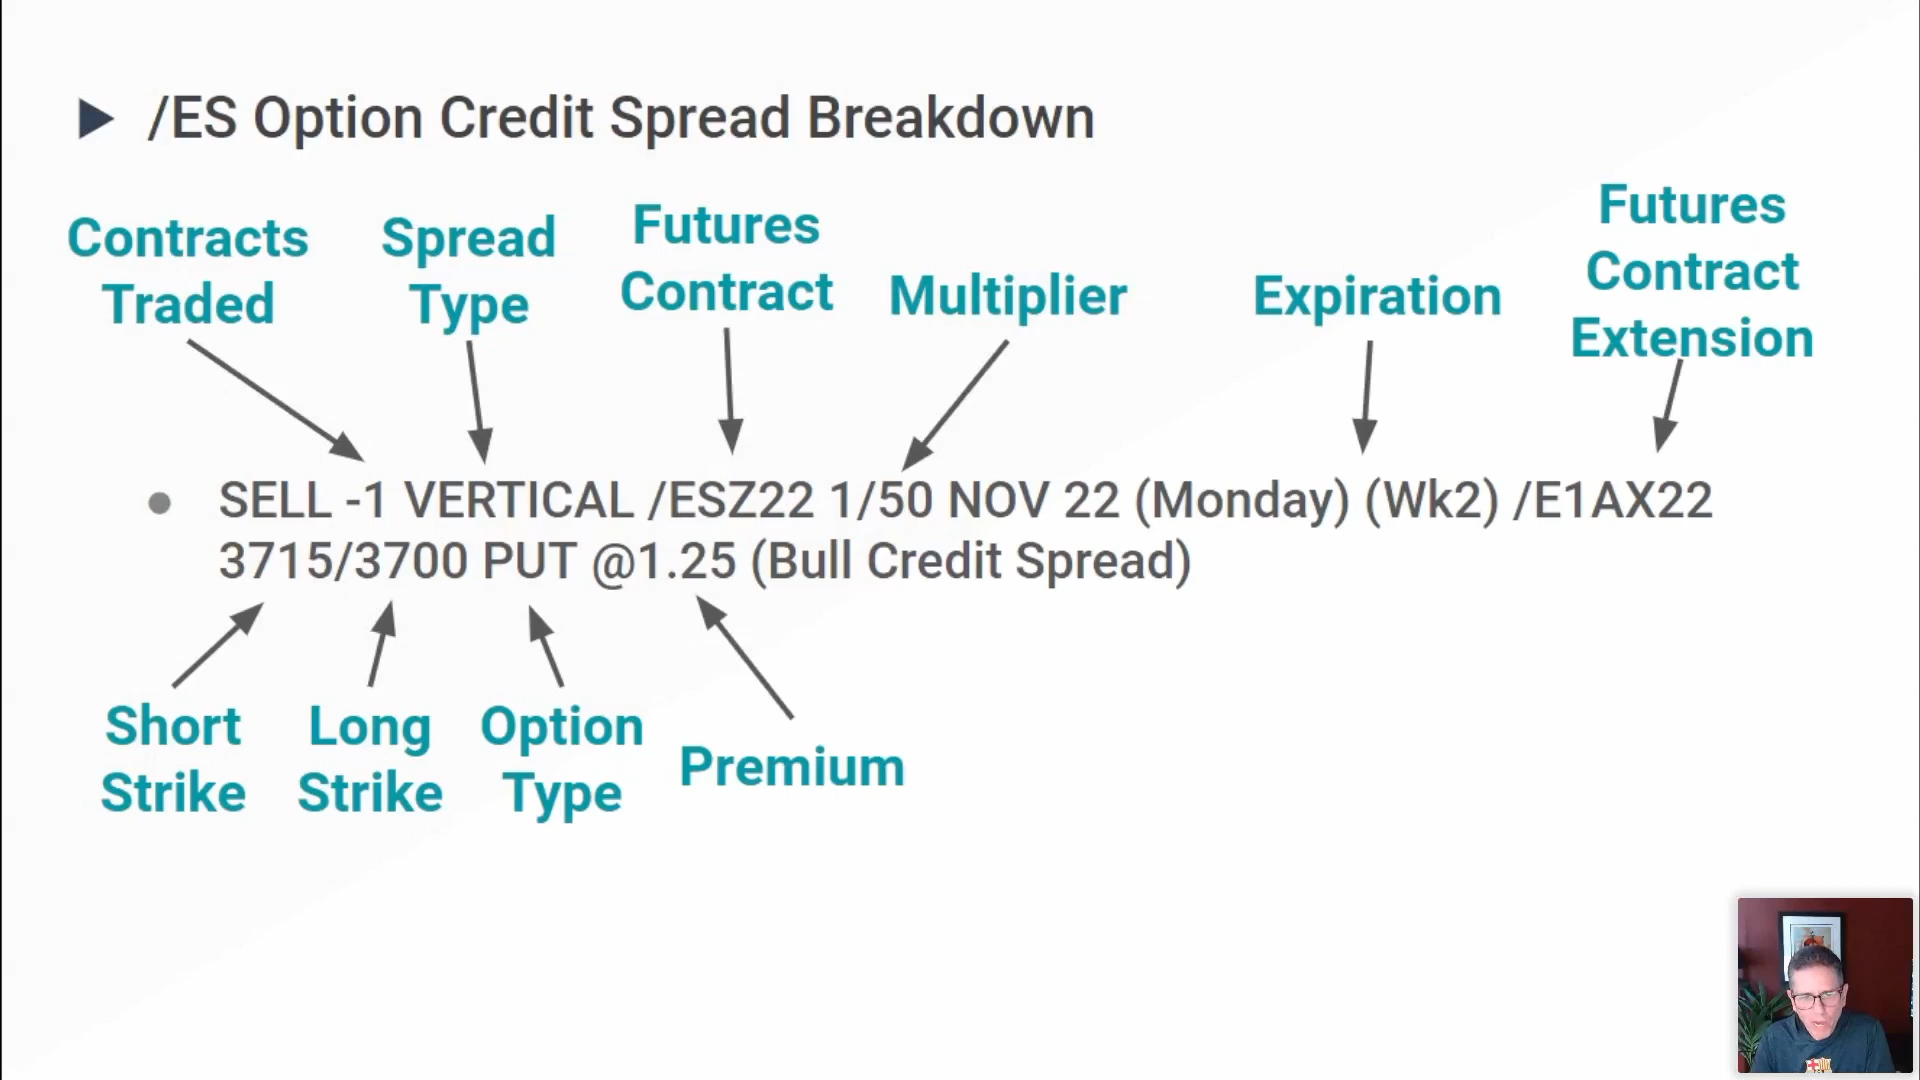 /ES Option Credit Spread Breakdown
Contracts
Traded
Spread
Type
Futures
Contract
Multiplier
Expiration
Futures
Contract
Extension
SELL -1 VERTICAL /ESZ22 1/50 NOV 22 (Monday) (Wk2) /E1AX22
3715/3700 PUT @1.25 (Bull Credit Spread)
Short
Strike
Long
Strike
Option
Type
Premium